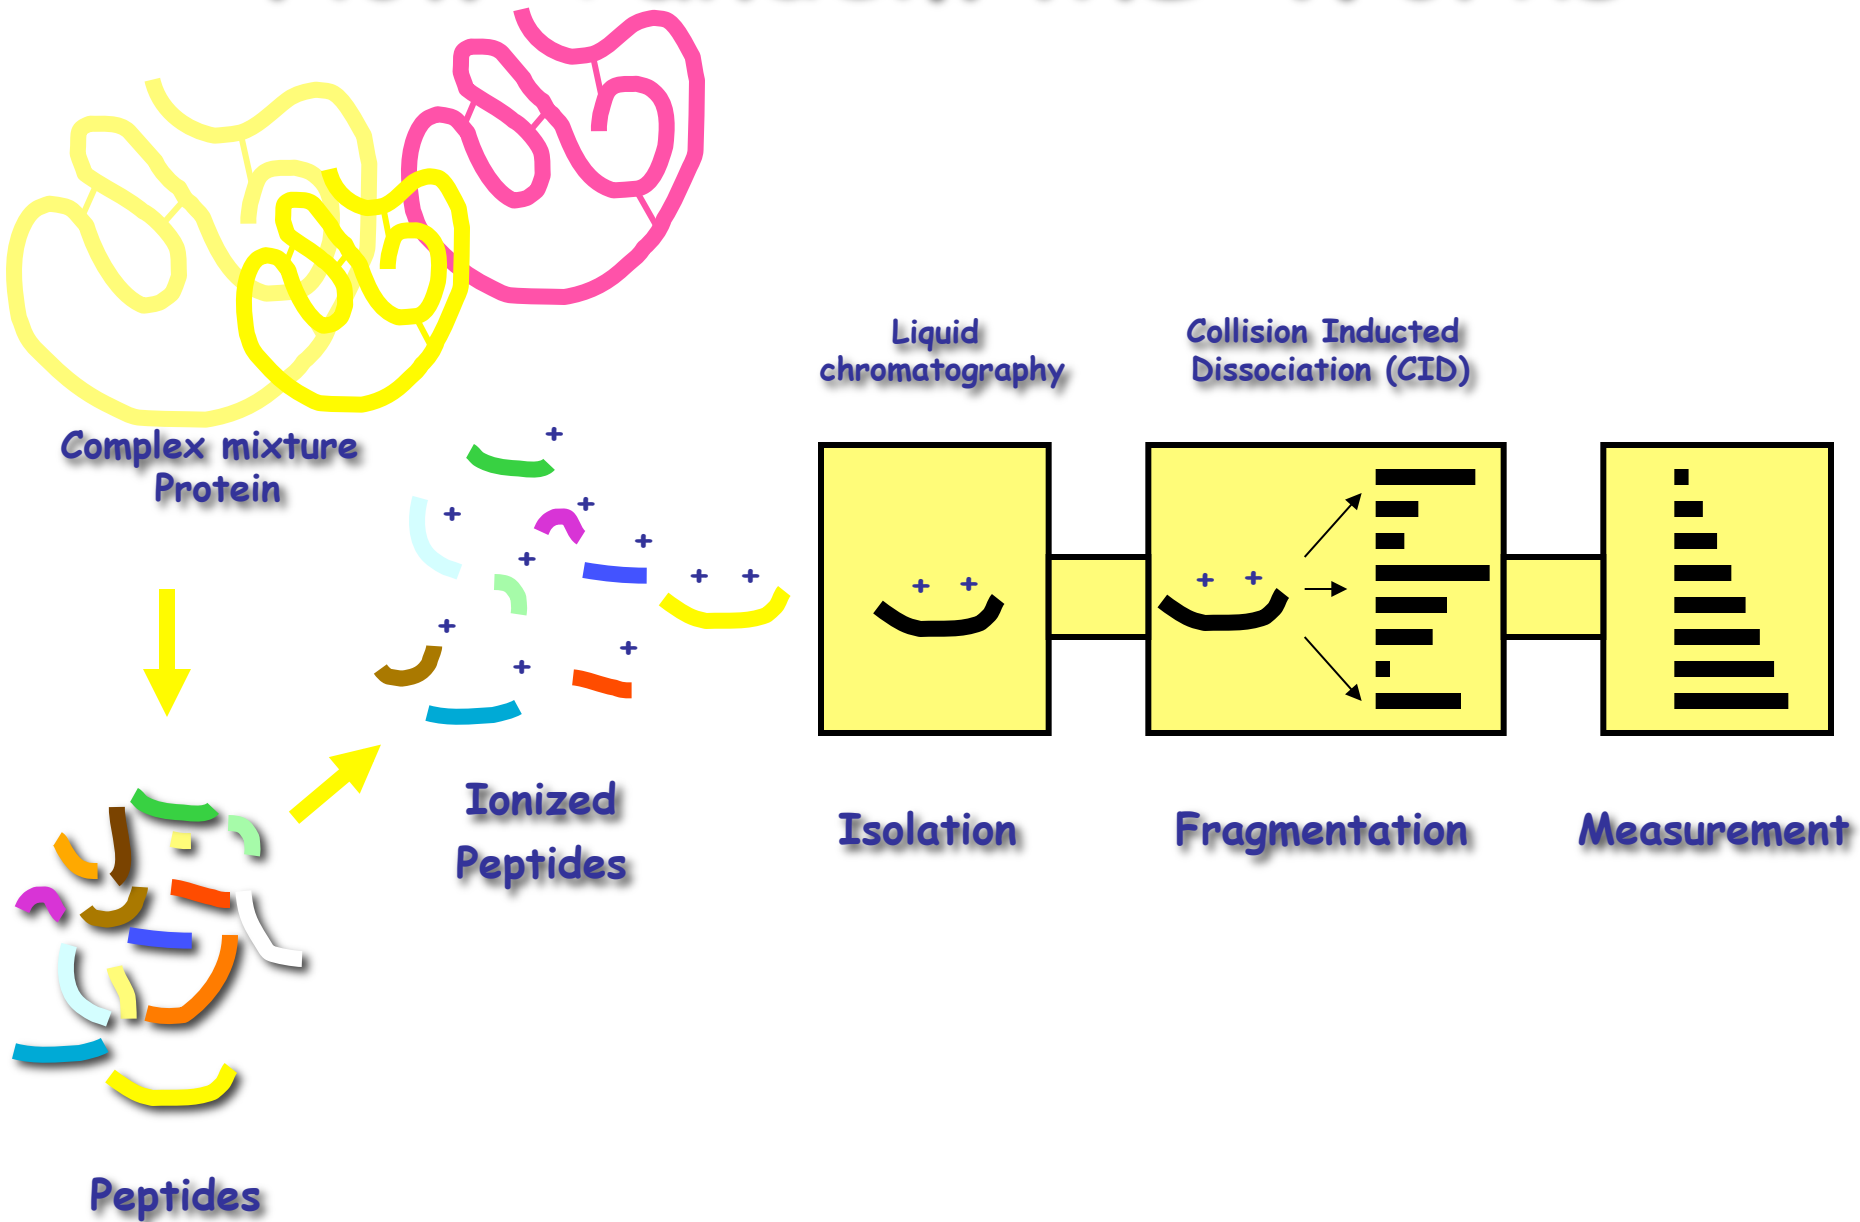 Complex mixture
Protein
Peptides
Ionized
Peptides
Liquid
chromatography
Isolation
Collision Inducted
Dissociation (CID)
Fragmentation
Measurement
+
+
+
+
+
+
+
+
+ +
+ +
+ +